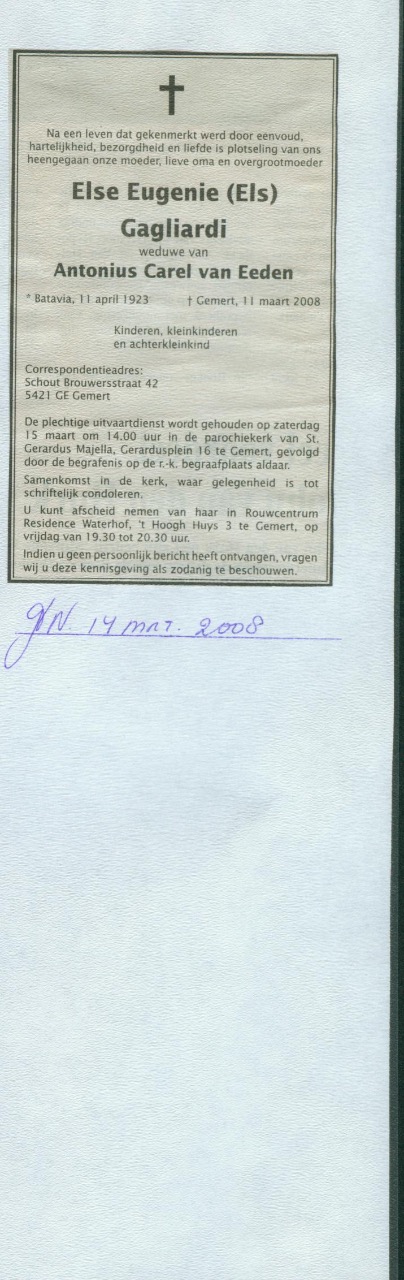 Na een leven dat gekenmerkt werd door eenvoud,
hartelijkheid, bezorgdheid en liefde is plotseling van ons
heengegaan onze moeder, lieve oma en overgrootmoeder
Else Eugenie (Els)
Gagliardi
weduwe van
Antonius Carel van Eeden
* Batavia, 11 april 1923 † Gemert, 11 maart 2008
Kinderen, kleinkinderen
en achterkleinkind
Correspondentieadres:
Schout Brouwersstraat 42
5421 GE Gemert
De plechtige uitvaartdienst wordt gehouden op zaterdag
15 maart om 14.00 uur in de parochiekerk van St.
Gerardus Majella, Gerardusplein 16 te Gemert, gevolgd
door de begrafenis op de r.-k. begraafplaats aldaar.
Samenkomst in de kerk, waar gelegenheid is tot
schriftelijk condoleren.
U kunt afscheid nemen van haar in Rouwcentrum
Residence Waterhof, 't Hoogh Huys 3 te Gemert, op
vrijdag van 19.30 tot 20.30 uur.
Indien u geen persoonlijk bericht heeft ontvangen, vragen
wij u deze kennisgeving als zodanig te beschouwen.
14 MRT. 2008